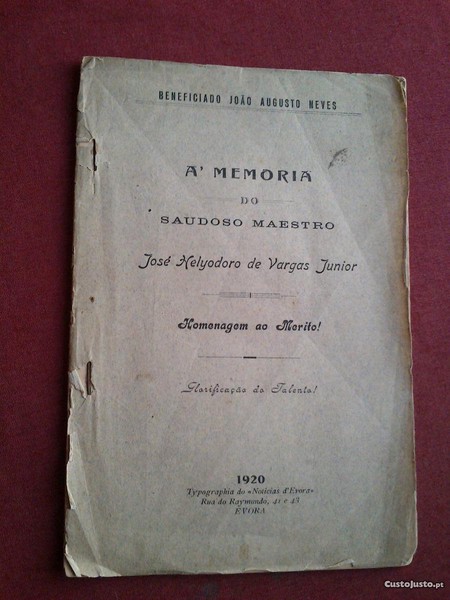 BENEFICIADO JOÃO AUGUSTO NEVES
A' MEMORIA
DO
SAUDOSO MAESTRO
José Helyodoro de Vargas Junior
Homenagem ao Merito!
Glorificação do Talento!
1920
Typographia do «Noticias d'Evora»
Rua do Raymundo, 41 e 43
ÉVORA
CustoJusto.pt